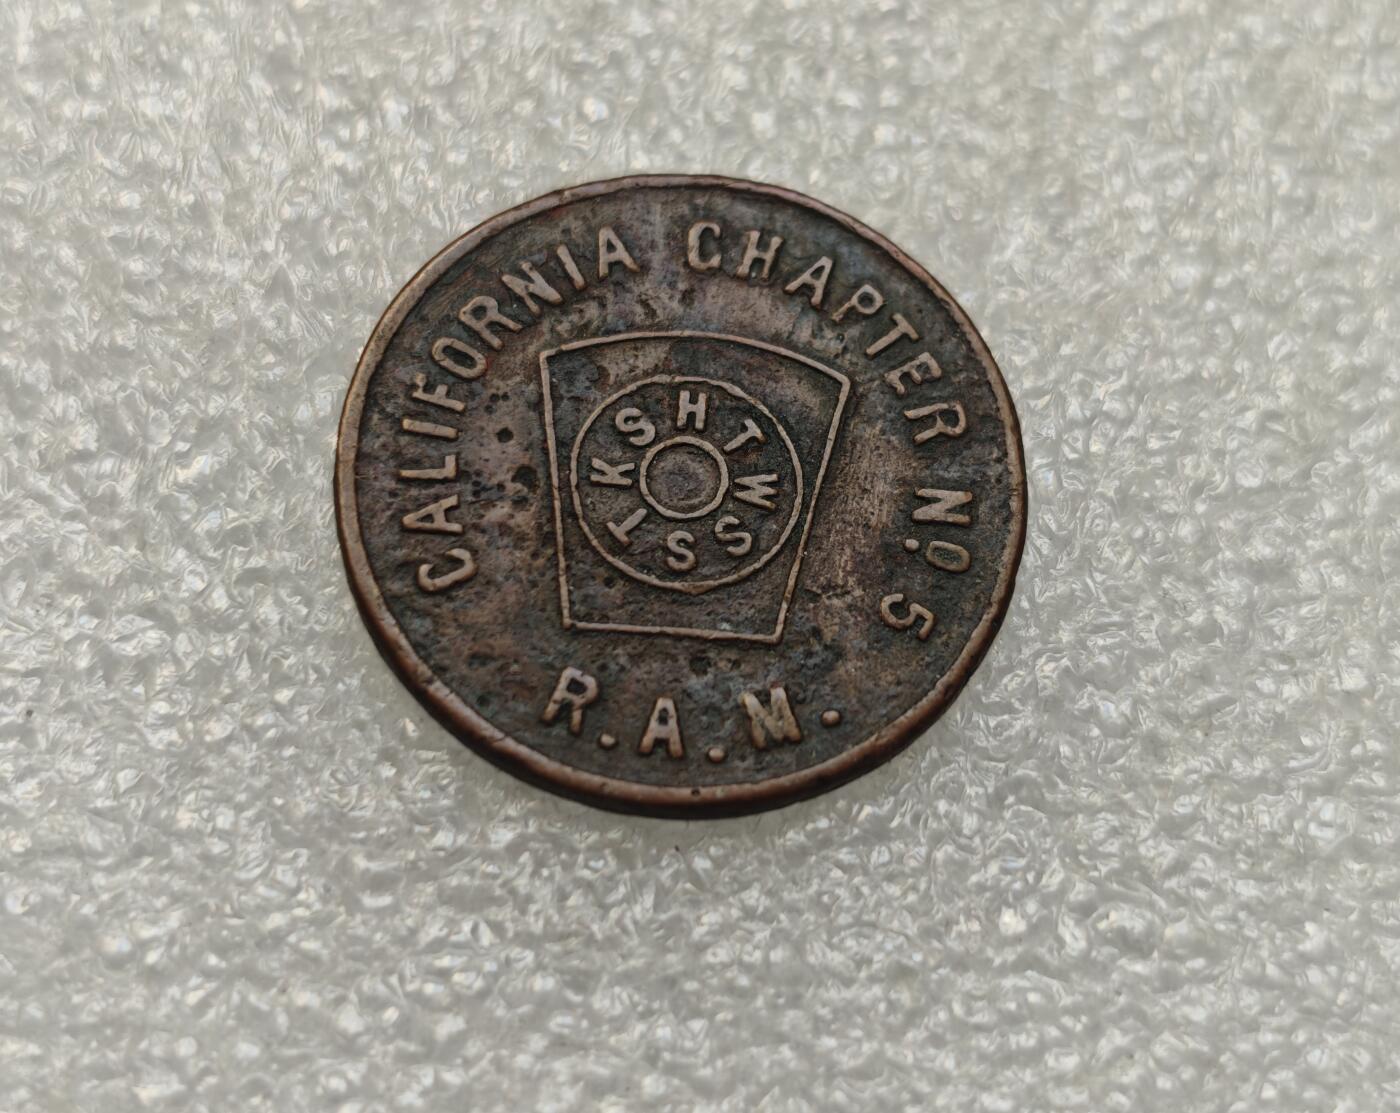 CALIFORNIA CHAPTER No. 5
HTWSSTKS
R.A.M.